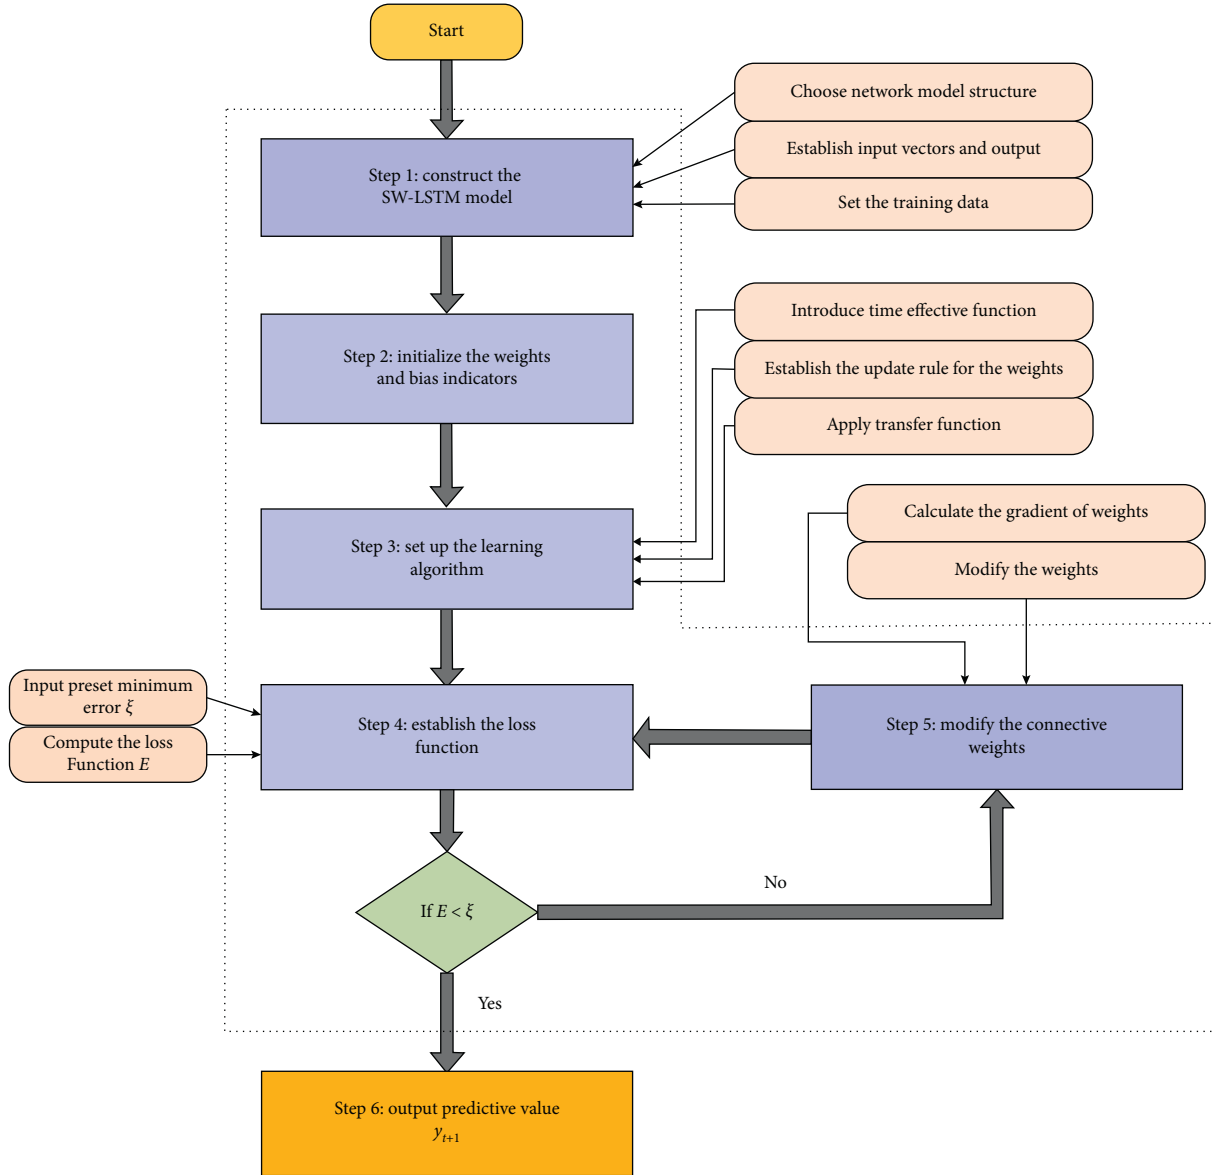 Start
Choose network model structure
Establish input vectors and output
Set the training data
Step 1: construct the
SW-LSTM model
Step 2: initialize the weights
and bias indicators
Introduce time effective function
Establish the update rule for the weights
Apply transfer function
Step 3: set up the learning
algorithm
Calculate the gradient of weights
Modify the weights
Input preset minimum
error ξ
Compute the loss
Function E
Step 4: establish the loss
function
Step 5: modify the connective
weights
If E < ξ
No
Yes
Step 6: output predictive value
y_{t+1}